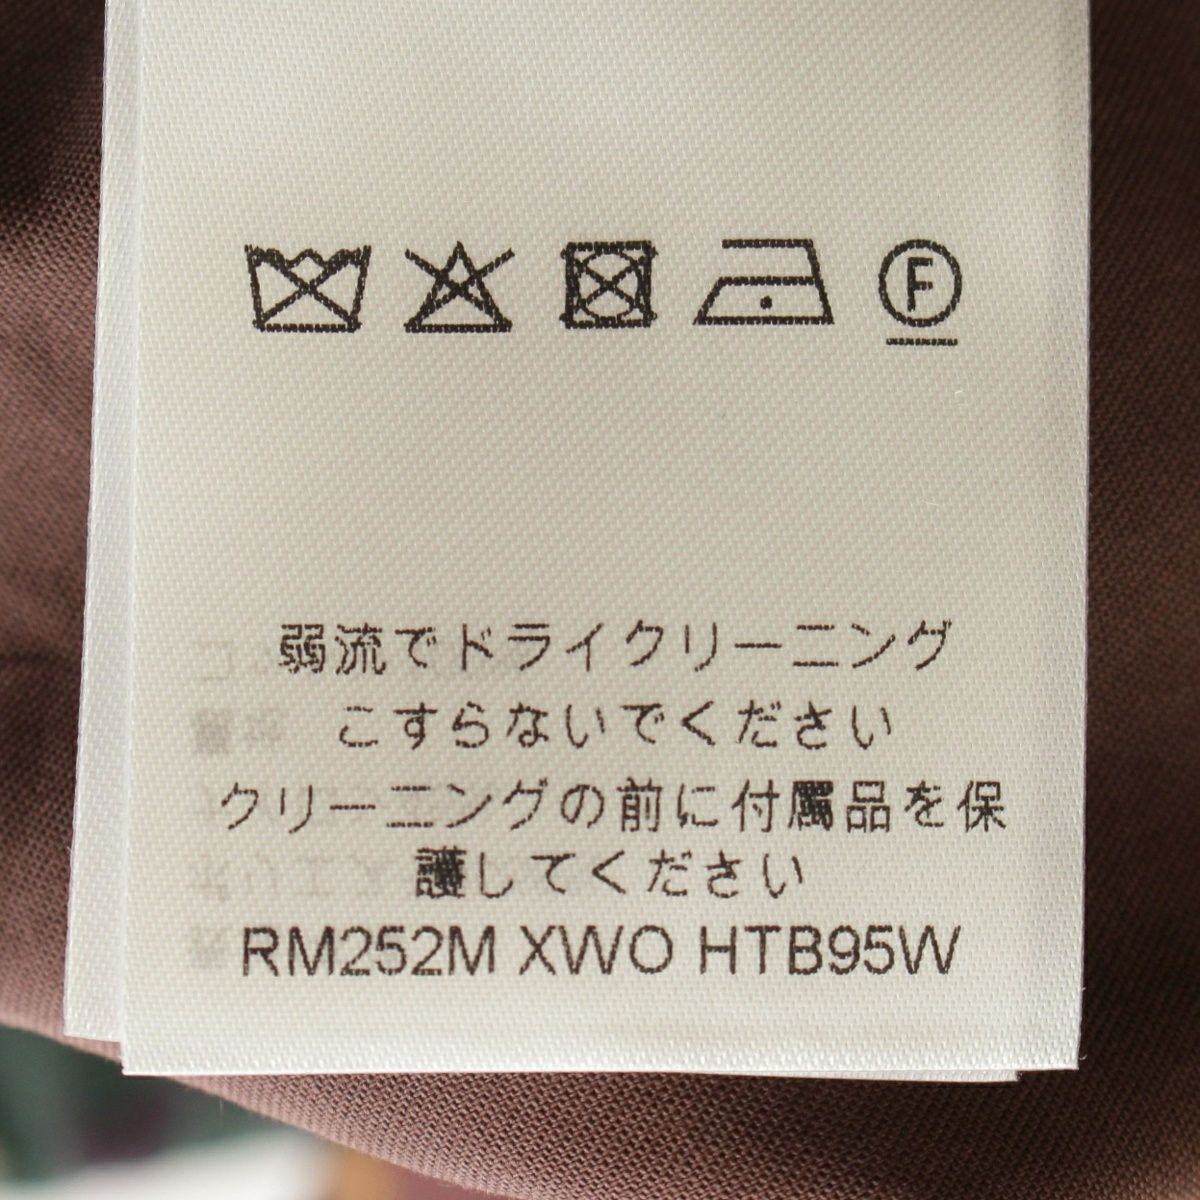 F
弱流でドライクリーニング
こすらないでください
クリーニングの前に付属品を保
護してください
RM252M XWO HTB95W